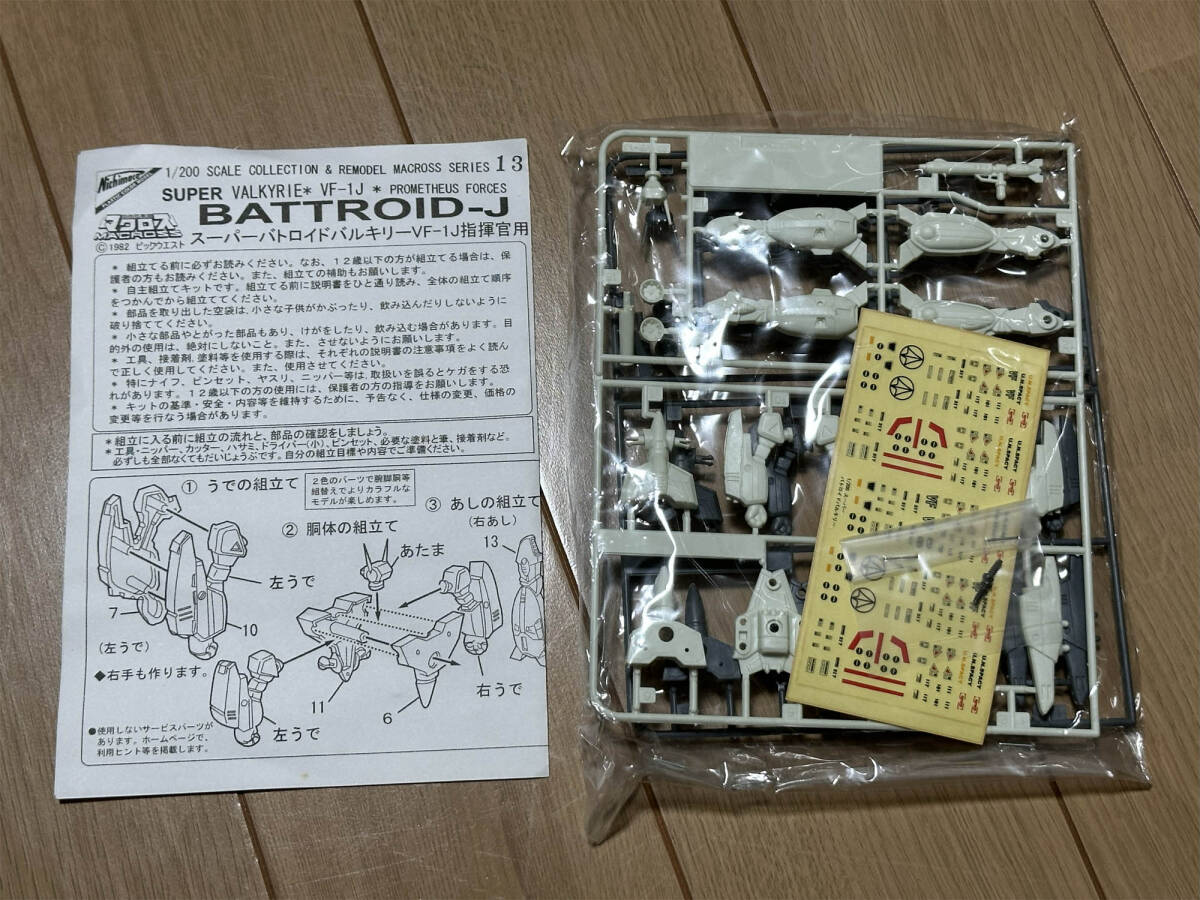 Nichimoco
1/200 SCALE COLLECTION & REMODEL MACROSS SERIES 13
SUPER VALKYRIE* VF-1J * PROMETHEUS FORCES
BATTROID-J
マクロス
MACROSS
© 1982 ビックウエスト
スーパーバトロイドバルキリーVF-1J指揮官用
* 組立てる前に必ずお読みください。なお、12歳以下の方が組立てる場合は、保
護者の方もお読みください。また、組立ての補助もお願いします。
* 自主組立てキットです。組立てる前に説明書をひと通り読み、全体の組立て順序
をつかんでから組立ててください。
* 部品を取り出した空袋は、小さな子供がかぶったり、飲み込んだりしないように
破り捨ててください。
* 小さな部品やとがった部品もあり、けがをしたり、飲み込む場合があります。目
的外の使用は、絶対にしないこと。また、させないようにお願いします。
* 工具、接着剤、塗料等を使用する際は、それぞれの説明書の注意事項をよく読ん
で正しく使用してください。また、使用させてください。
* 特にナイフ、ピンセット、ヤスリ、ニッパー等は、取扱いを誤るとケガをする恐
れがあります。12歳以下の方の使用には、保護者の方の指導をお願いします。
* キットの基準・安全・内容等を維持するために、予告なく、仕様の変更、価格の
変更等を行なう場合があります。
*組立に入る前に組立の流れと、部品の確認をしましょう。
*工具・ニッパー、カッター、ハサミ、ドライバー(小)、ピンセット、必要な塗料と筆、接着剤など。
必ずしも全部なくてもだいじょうぶです。自分の組立目標や内容でご準備ください。
① うでの組立て
2色のパーツで腕脚胴等
組替えでよりカラフルな
モデルが楽しめます。
② 胴体の組立て
③ あしの組立て
(右あし)
あたま
13
左うで
7
10
(左うで)
◆右手も作ります。
11
6
右うで
左うで
●使用しないサービスパーツが
あります。ホームページで、
利用ヒント等を掲載します。
U.N.SPACY
U.N.SPACY
VF
1/200 スーパー
バトロイドバルキリー
U.N.SPACY
U.N.SPACY